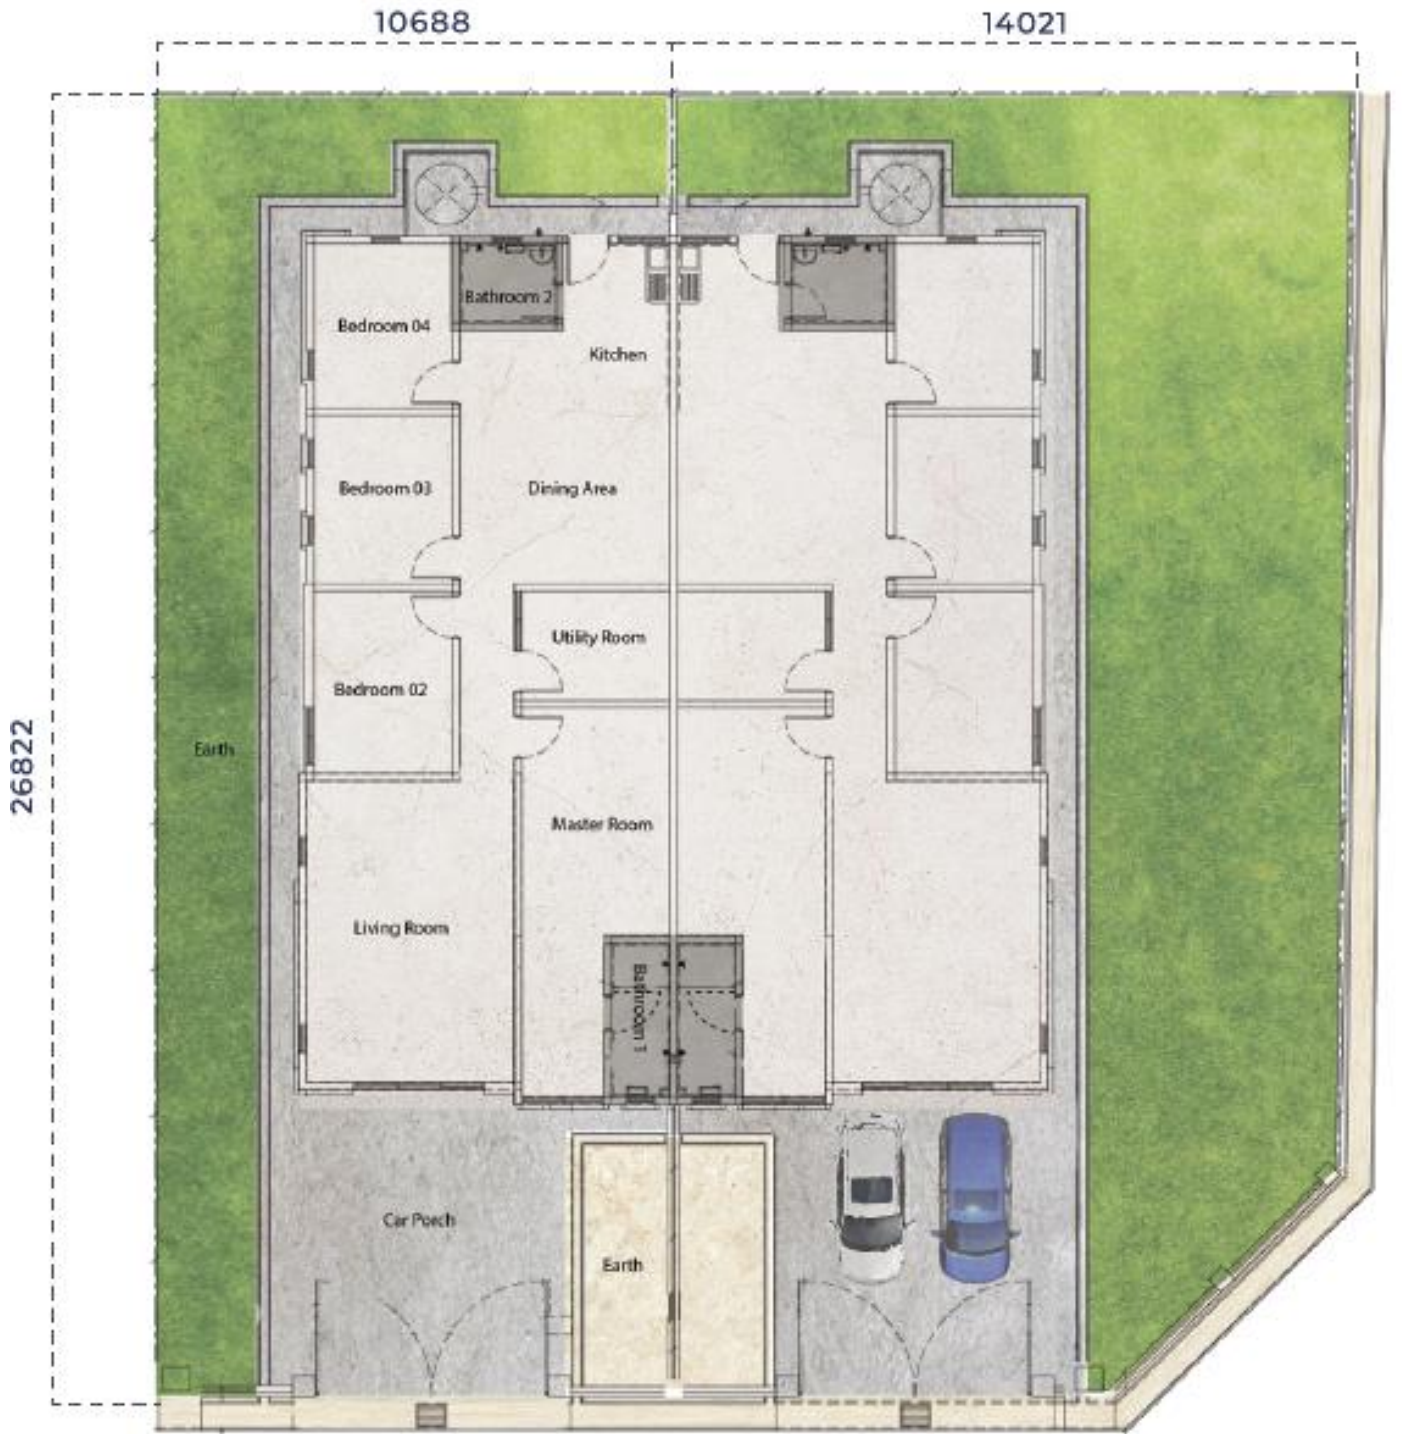 10688
14021
26822
Bathroom 2
Bedroom 04
Kitchen
Bedroom 03
Dining Area
Utility Room
Bedroom 02
Earth
Master Room
Living Room
Bathroom 1
Car Porch
Earth